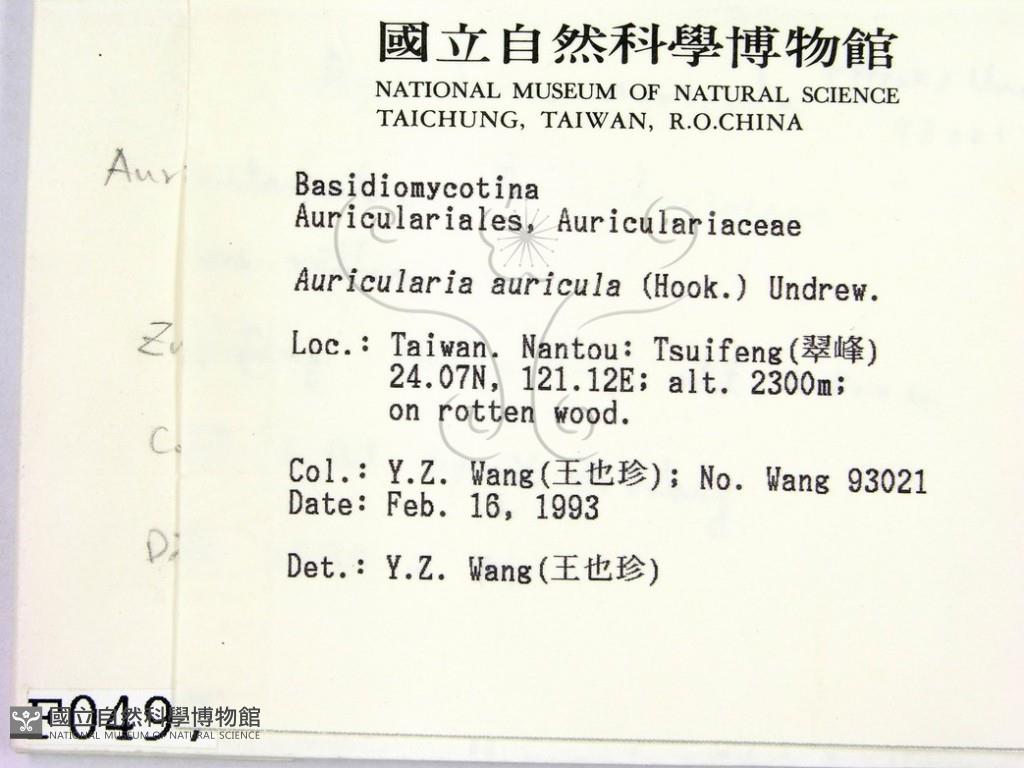 國立自然科學博物館
NATIONAL MUSEUM OF NATURAL SCIENCE
TAICHUNG, TAIWAN, R.O.CHINA
Basidiomycotina
Auriculariales, Auriculariaceae
Auricularia auricula (Hook.) Undrew.
Loc.: Taiwan. Nantou: Tsuifeng(翠峰)
24.07N, 121.12E; alt. 2300m;
on rotten wood.
Col.: Y.Z. Wang(王也珍); No. Wang 93021
Date: Feb. 16, 1993
Det.: Y.Z. Wang(王也珍)
F049
國立自然科學博物館
NATIONAL MUSEUM OF NATURAL SCIENCE